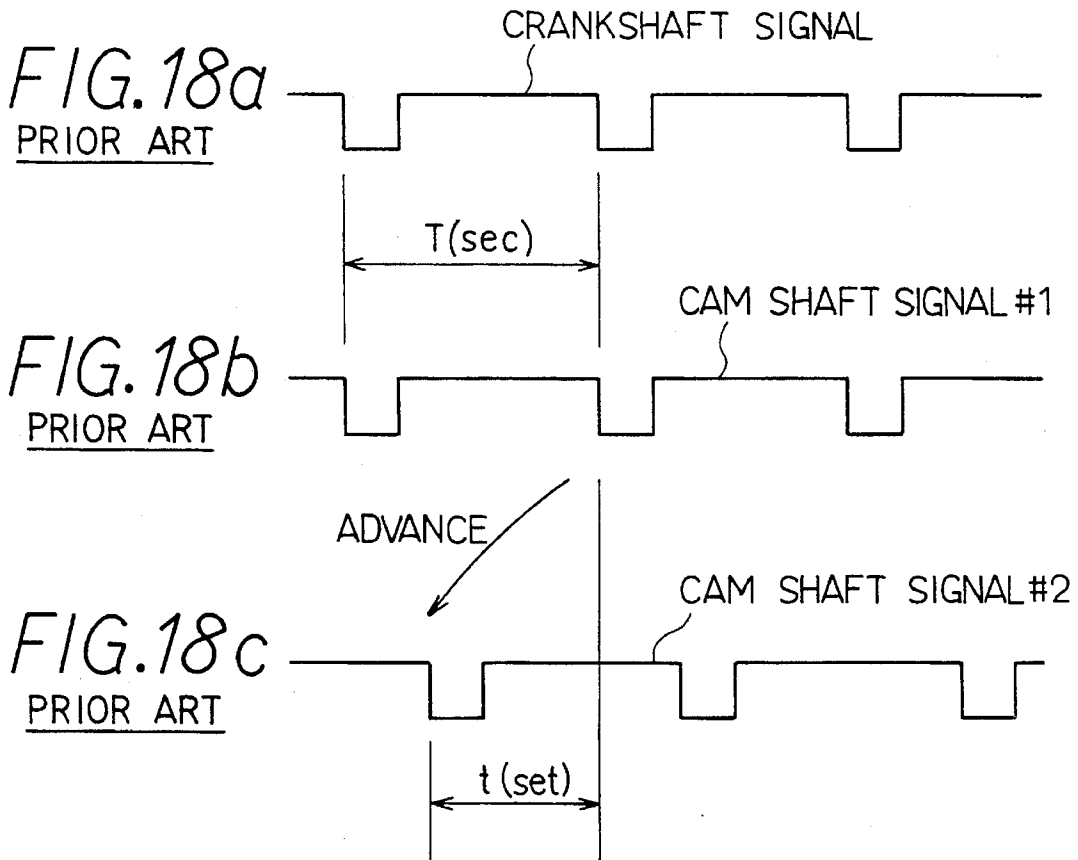 CRANKSHAFT SIGNAL
FIG.18a
PRIOR ART
T(sec)
CAM SHAFT SIGNAL #1
FIG.18b
PRIOR ART
ADVANCE
CAM SHAFT SIGNAL #2
FIG.18c
PRIOR ART
t(set)